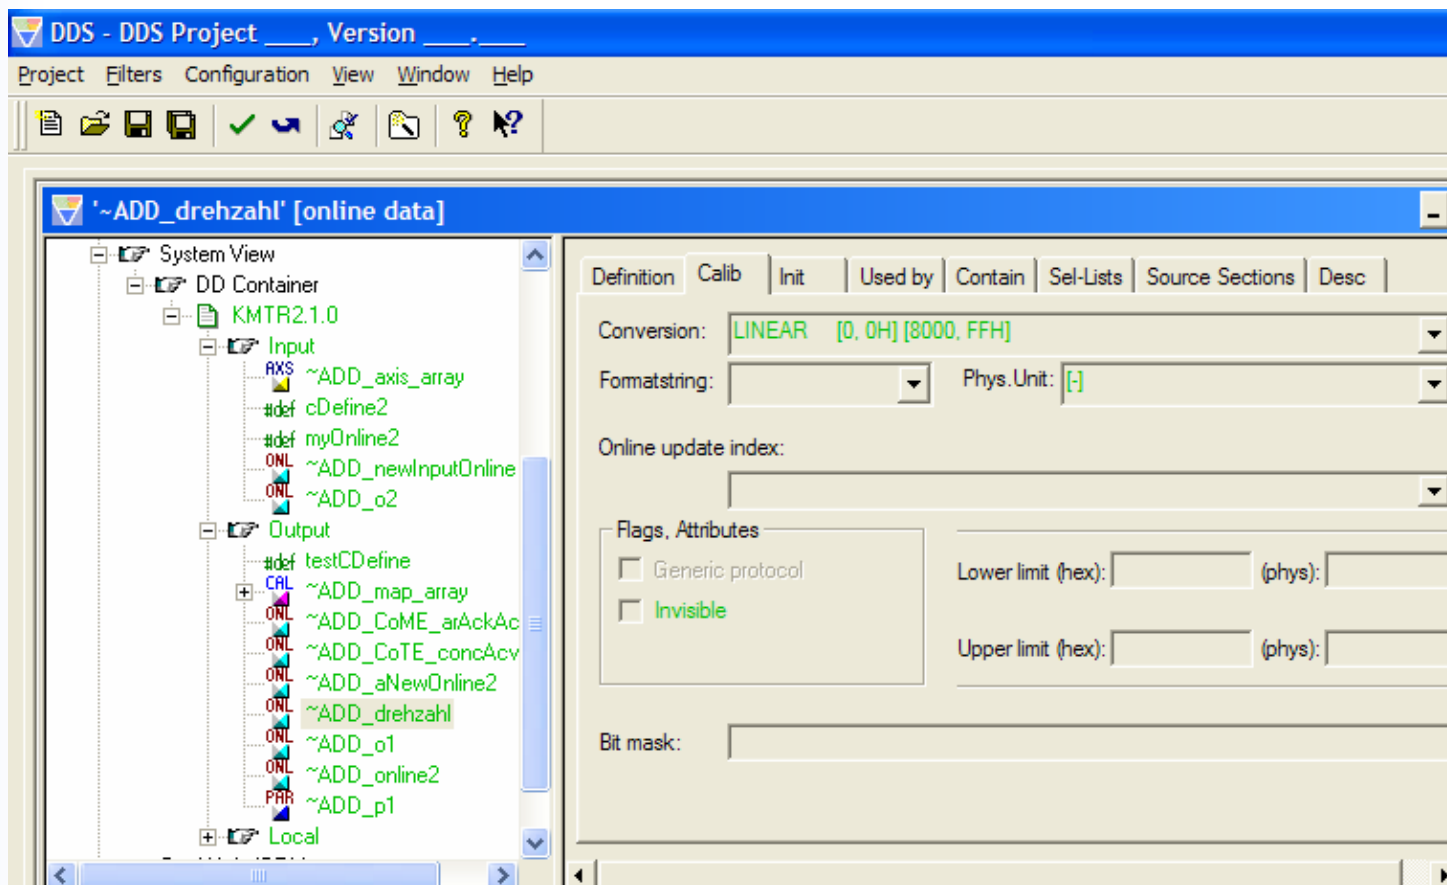 DDS - DDS Project ___, Version ___.___
Project Filters Configuration View Window Help
'~ADD_drehzahl' [online data]
System View
DD Container
KMTR2.1.0
Input
AXS ~ADD_axis_array
#def cDefine2
#def myOnline2
ONL ~ADD_newInputOnline
ONL ~ADD_o2
Output
#def testCDefine
CAL ~ADD_map_array
ONL ~ADD_CoME_arAckAc
ONL ~ADD_CoTE_concAcv
ONL ~ADD_aNewOnline2
ONL ~ADD_drehzahl
ONL ~ADD_o1
ONL ~ADD_online2
PAR ~ADD_p1
Local
Definition Calib Init Used by Contain Sel-Lists Source Sections Desc
Conversion: LINEAR [0, 0H] [8000, FFH]
Formatstring: Phys.Unit: [-]
Online update index:
Flags, Attributes
Generic protocol
Invisible
Lower limit (hex): (phys):
Upper limit (hex): (phys):
Bit mask: